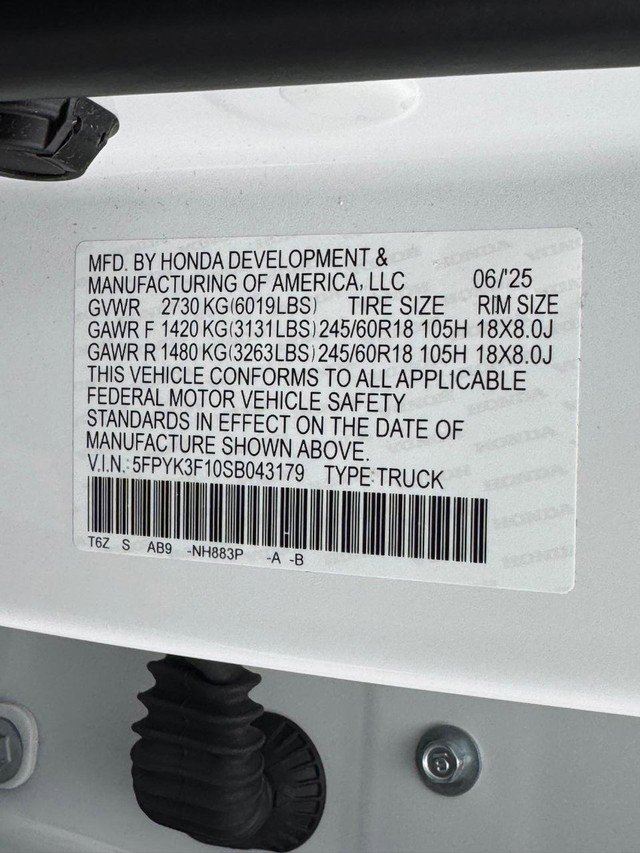 MFD. BY HONDA DEVELOPMENT &
MANUFACTURING OF AMERICA, LLC 06/'25
GVWR 2730 KG(6019LBS) TIRE SIZE RIM SIZE
GAWR F 1420 KG(3131LBS) 245/60R18 105H 18X8.0J
GAWR R 1480 KG(3263LBS) 245/60R18 105H 18X8.0J
THIS VEHICLE CONFORMS TO ALL APPLICABLE
FEDERAL MOTOR VEHICLE SAFETY
STANDARDS IN EFFECT ON THE DATE OF
MANUFACTURE SHOWN ABOVE.
V.I.N.: 5FPYK3F10SB043179 TYPE:TRUCK
T6Z S AB9 -NH883P -A -B